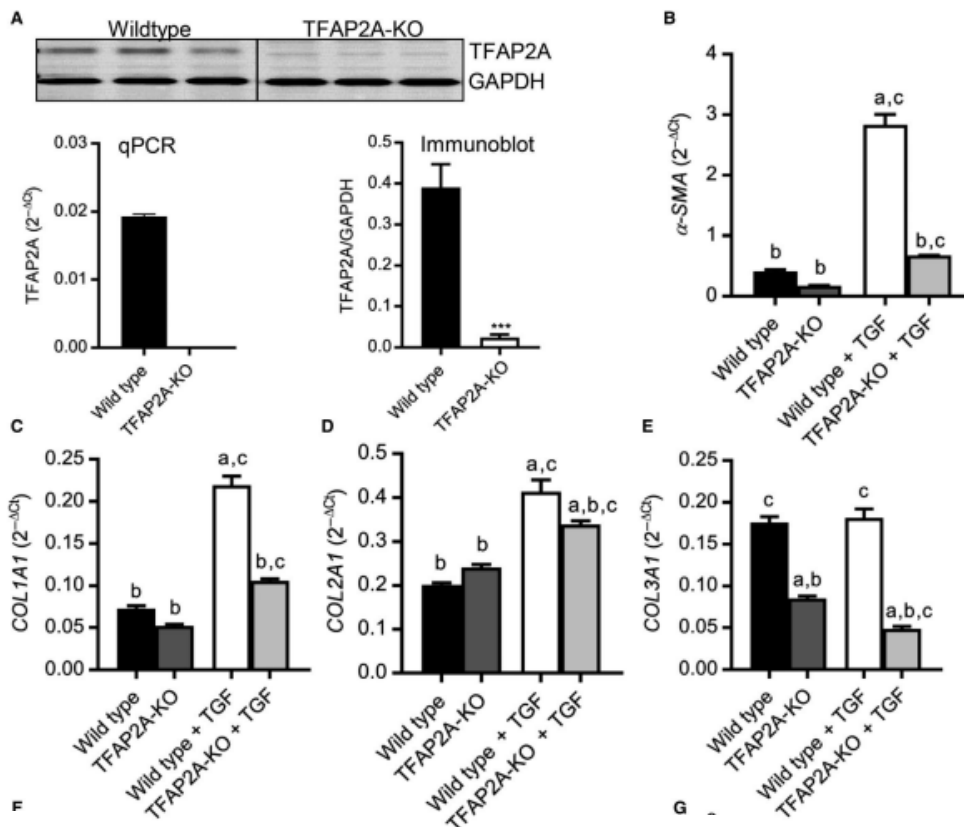 A
Wildtype TFAP2A-KO
TFAP2A
GAPDH
qPCR
TFAP2A (2⁻ΔCt)
0.03
0.02
0.01
0.00
Wild type
TFAP2A-KO
Immunoblot
TFAP2A/GAPDH
0.5
0.4
0.3
0.2
0.1
0.0
***
Wild type
TFAP2A-KO
B
α-SMA (2⁻ΔCt)
4
3
2
1
0
b
b
a,c
b,c
Wild type
TFAP2A-KO
Wild type + TGF
TFAP2A-KO + TGF
C
COL1A1 (2⁻ΔCt)
0.25
0.20
0.15
0.10
0.05
0.00
b
b
a,c
b,c
Wild type
TFAP2A-KO
Wild type + TGF
TFAP2A-KO + TGF
D
COL2A1 (2⁻ΔCt)
0.5
0.4
0.3
0.2
0.1
0.0
b
b
a,c
a,b,c
Wild type
TFAP2A-KO
Wild type + TGF
TFAP2A-KO + TGF
E
COL3A1 (2⁻ΔCt)
0.25
0.20
0.15
0.10
0.05
0.00
c
a,b
c
a,b,c
Wild type
TFAP2A-KO
Wild type + TGF
TFAP2A-KO + TGF
G